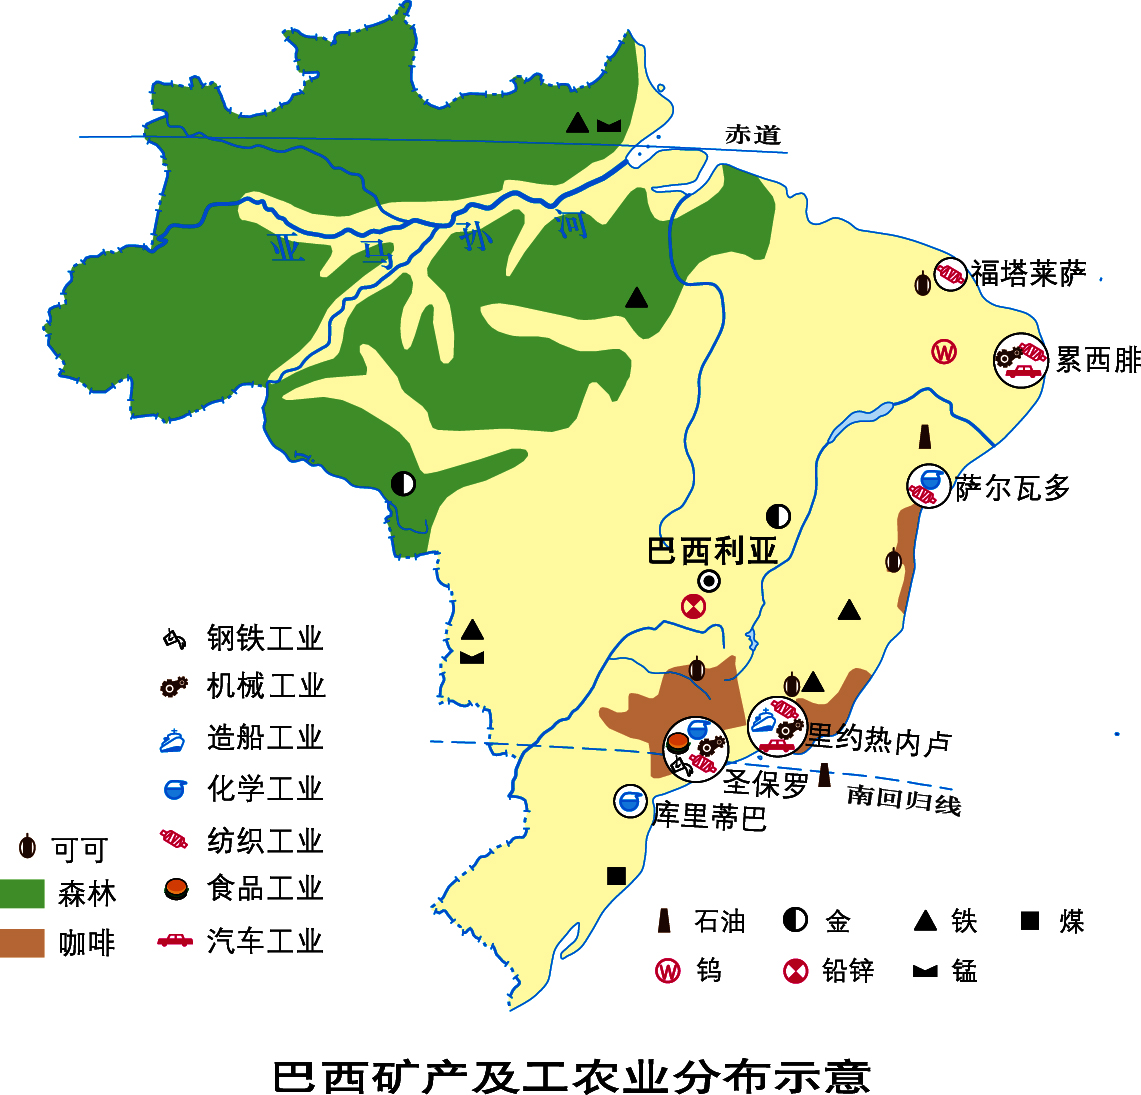 赤道
亚马孙河
福塔莱萨
W
累西腓
萨尔瓦多
巴西利亚
里约热内卢
圣保罗
南回归线
库里蒂巴
钢铁工业
机械工业
造船工业
化学工业
纺织工业
食品工业
汽车工业
可可
森林
咖啡
石油 金 铁 煤
W 钨 铅锌 锰
巴西矿产及工农业分布示意